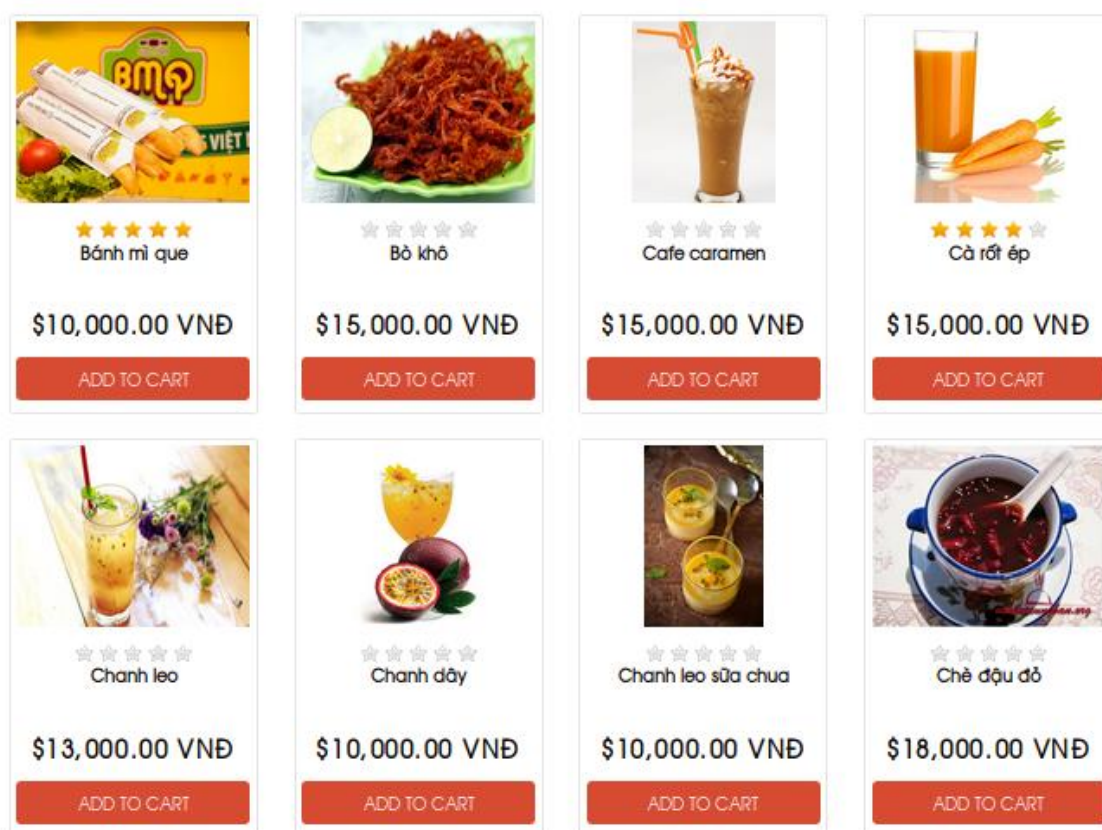 BMQ
G VIỆT
Bánh mì que
Bò khô
Cafe caramen
Cà rốt ép
$10,000.00 VNĐ
$15,000.00 VNĐ
$15,000.00 VNĐ
$15,000.00 VNĐ
ADD TO CART
ADD TO CART
ADD TO CART
ADD TO CART
Chanh leo
Chanh dây
Chanh leo sữa chua
Chè đậu đỏ
$13,000.00 VNĐ
$10,000.00 VNĐ
$10,000.00 VNĐ
$18,000.00 VNĐ
ADD TO CART
ADD TO CART
ADD TO CART
ADD TO CART